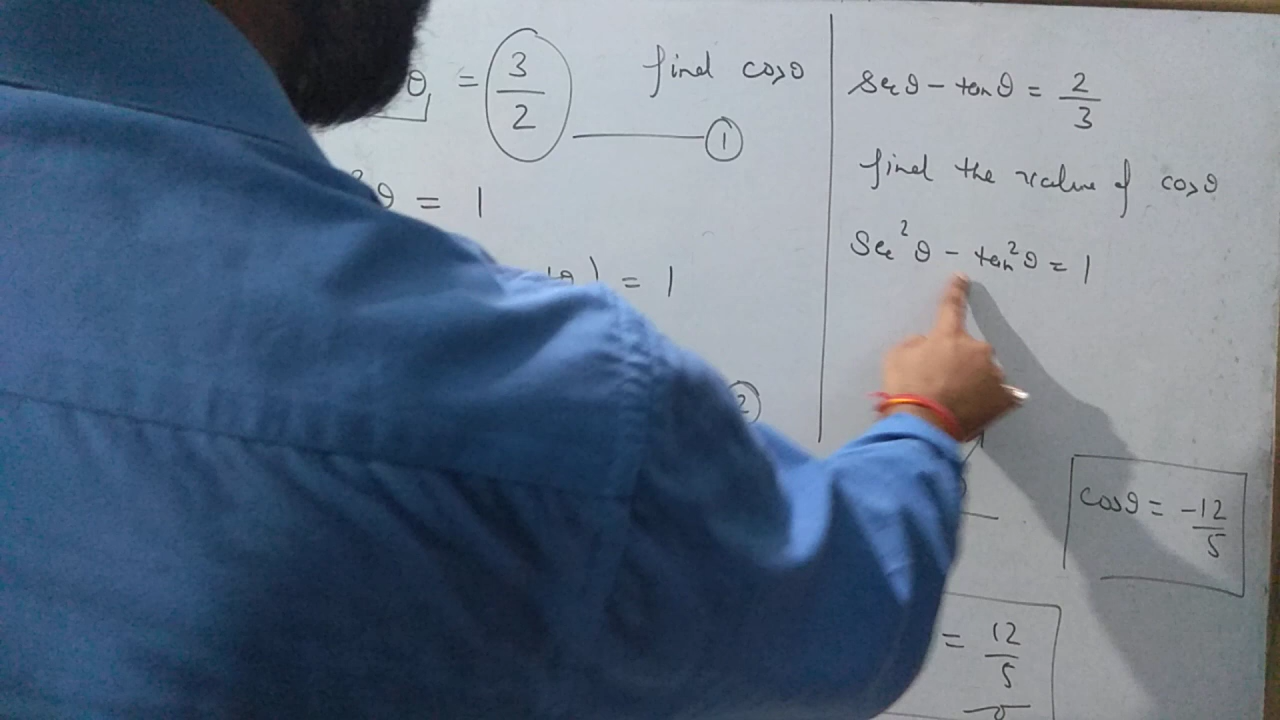 θ = 3/2 find cosθ
①
²θ = 1
) = 1
②
secθ - tanθ = 2/3
find the value of cosθ
Sec²θ - tan²θ = 1
cosθ = -12/5
= 12/5